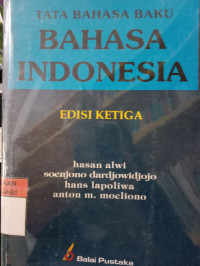 TATA BAHASA BAKU
BAHASA
INDONESIA
EDISI KETIGA
hasan alwi
soenjono dardjowidjojo
hans lapoliwa
anton m. moeliono
Balai Pustaka